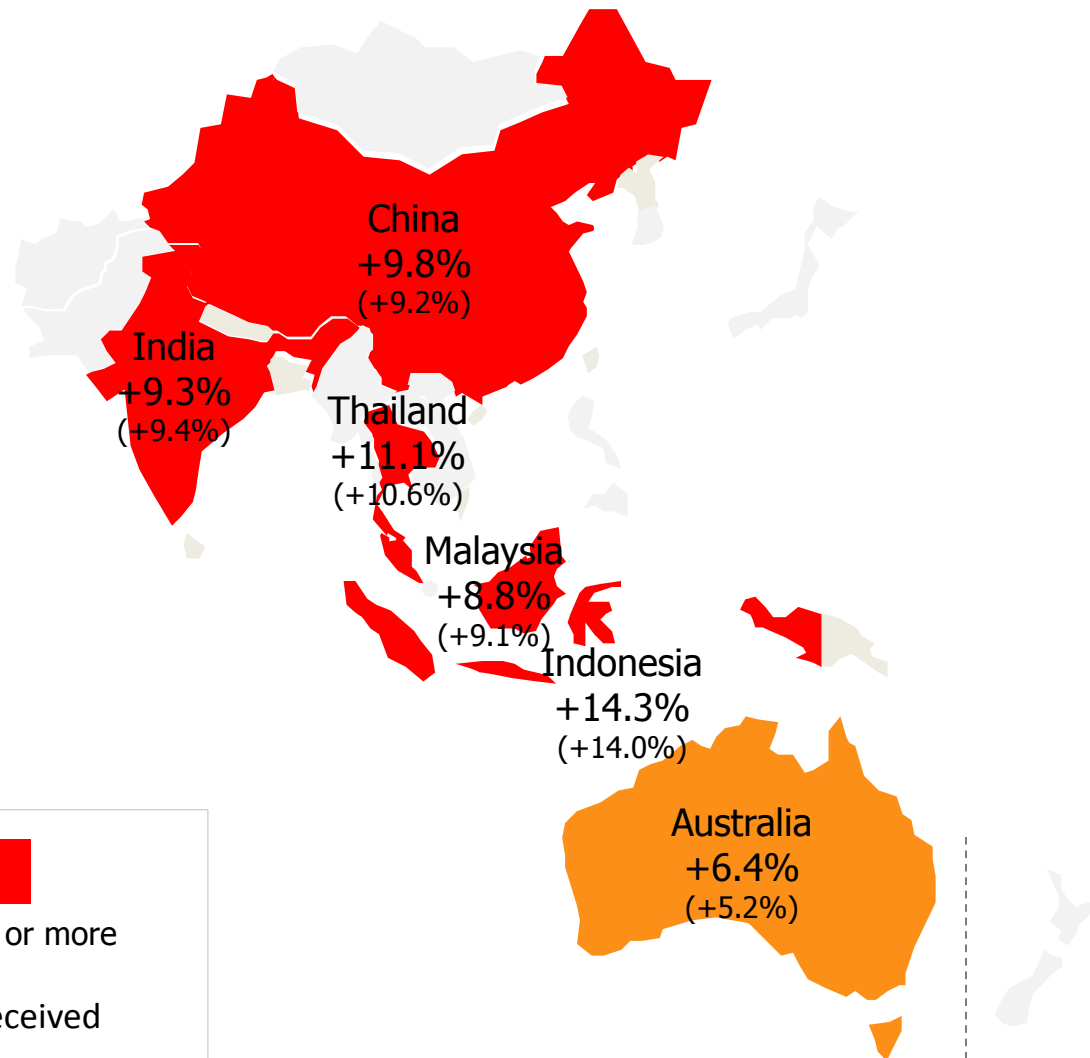 China
+9.8%
(+9.2%)
India
+9.3%
(+9.4%)
Thailand
+11.1%
(+10.6%)
Malaysia
+8.8%
(+9.1%)
Indonesia
+14.3%
(+14.0%)
Australia
+6.4%
(+5.2%)
or more
eceived